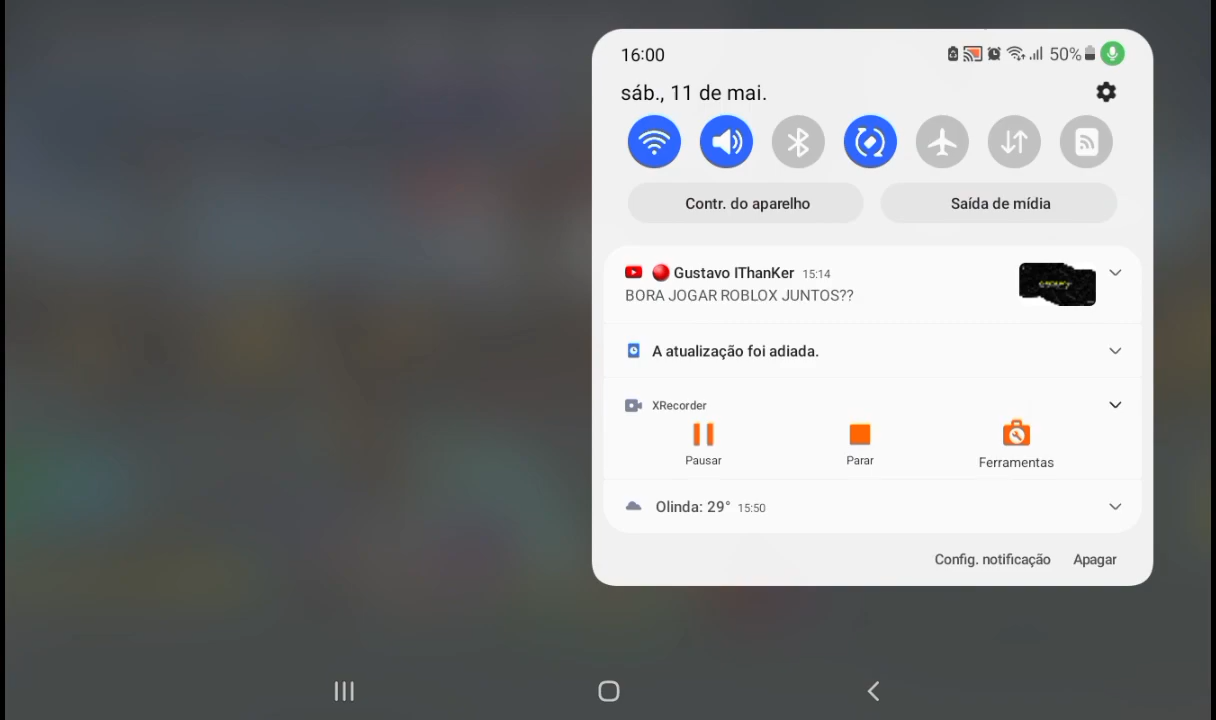 16:00
50%
sáb., 11 de mai.
Contr. do aparelho
Saída de mídia
Gustavo IThanKer 15:14
BORA JOGAR ROBLOX JUNTOS??
A atualização foi adiada.
XRecorder
Pausar
Parar
Ferramentas
Olinda: 29° 15:50
Config. notificação
Apagar